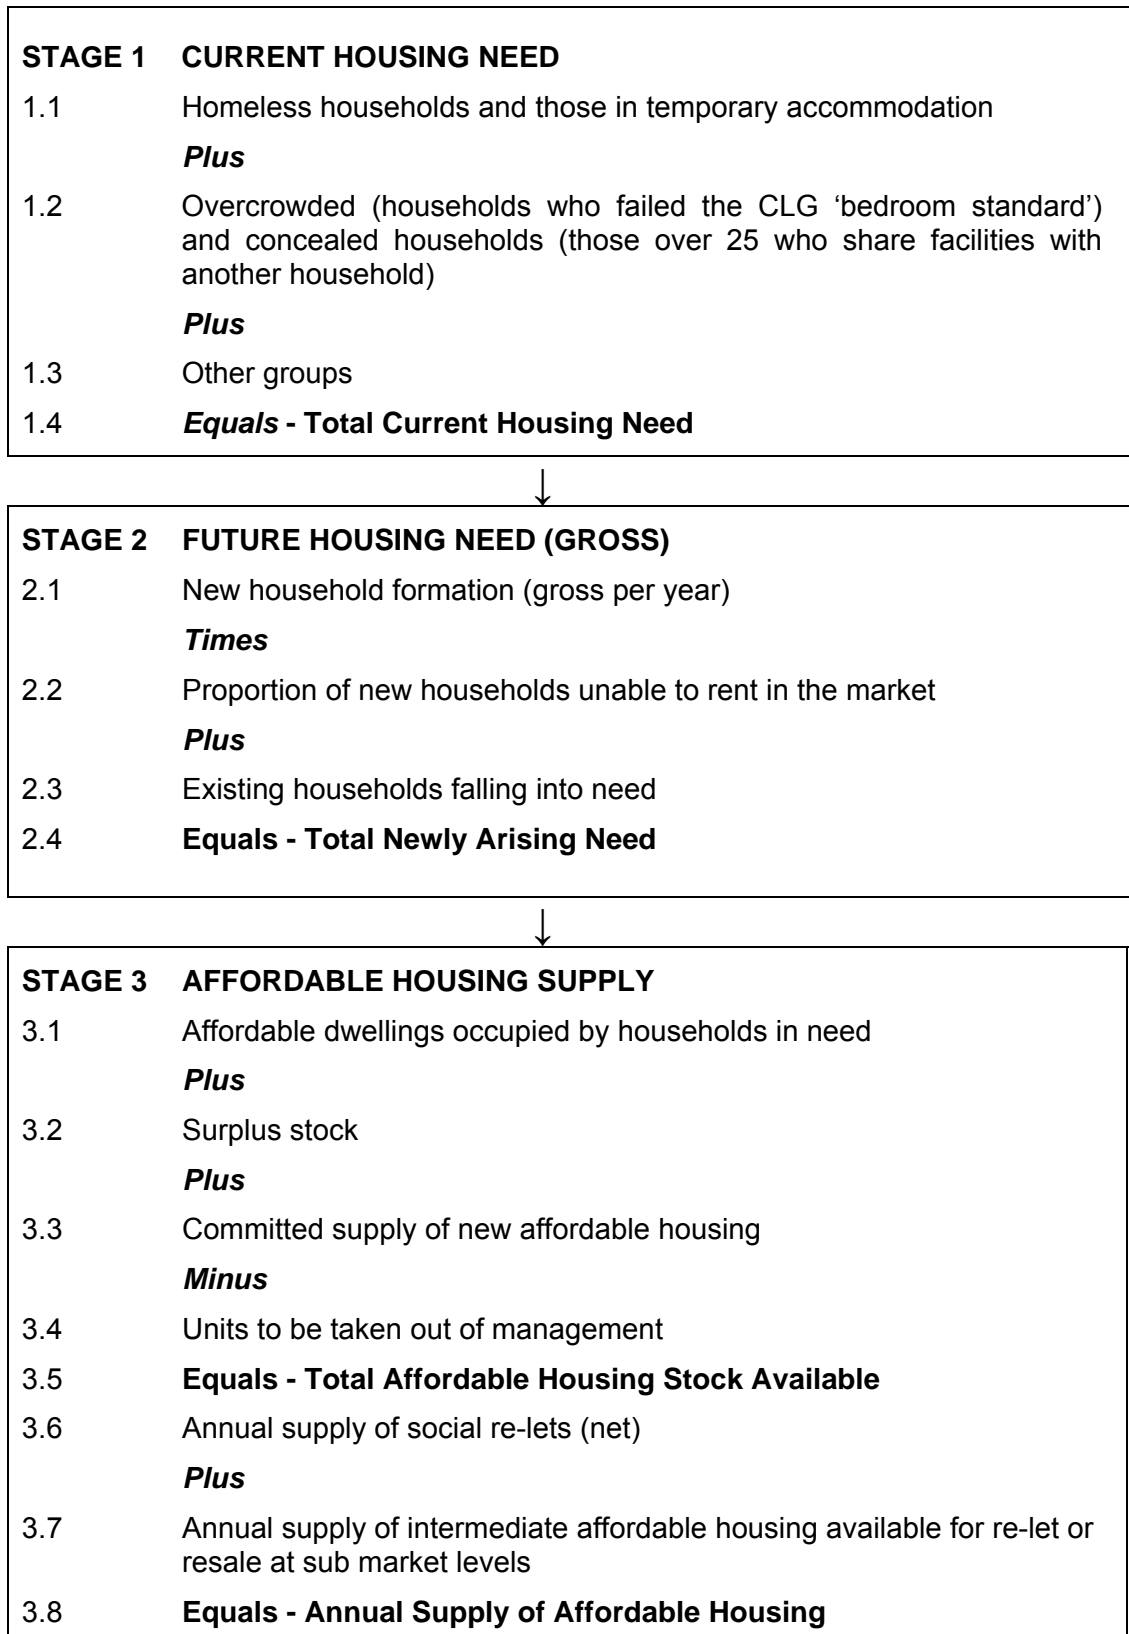 STAGE 1 CURRENT HOUSING NEED
1.1 Homeless households and those in temporary accommodation
Plus
1.2 Overcrowded (households who failed the CLG ‘bedroom standard’)
and concealed households (those over 25 who share facilities with
another household)
Plus
1.3 Other groups
1.4 Equals - Total Current Housing Need
↓
STAGE 2 FUTURE HOUSING NEED (GROSS)
2.1 New household formation (gross per year)
Times
2.2 Proportion of new households unable to rent in the market
Plus
2.3 Existing households falling into need
2.4 Equals - Total Newly Arising Need
↓
STAGE 3 AFFORDABLE HOUSING SUPPLY
3.1 Affordable dwellings occupied by households in need
Plus
3.2 Surplus stock
Plus
3.3 Committed supply of new affordable housing
Minus
3.4 Units to be taken out of management
3.5 Equals - Total Affordable Housing Stock Available
3.6 Annual supply of social re-lets (net)
Plus
3.7 Annual supply of intermediate affordable housing available for re-let or
resale at sub market levels
3.8 Equals - Annual Supply of Affordable Housing